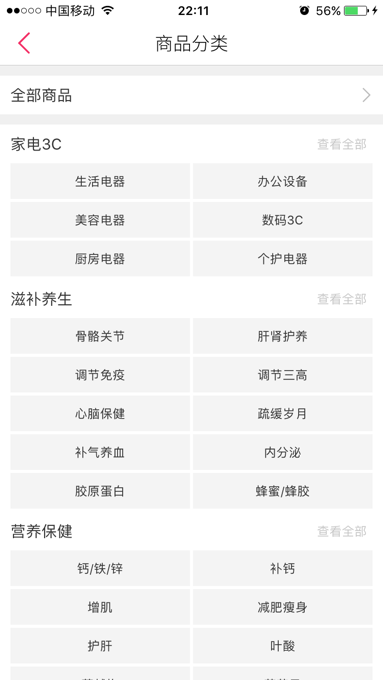 中国移动 22:11 56%
商品分类
全部商品
家电3C 查看全部
生活电器 办公设备
美容电器 数码3C
厨房电器 个护电器
滋补养生 查看全部
骨骼关节 肝肾护养
调节免疫 调节三高
心脑保健 疏缓岁月
补气养血 内分泌
胶原蛋白 蜂蜜/蜂胶
营养保健 查看全部
钙/铁/锌 补钙
增肌 减肥瘦身
护肝 叶酸